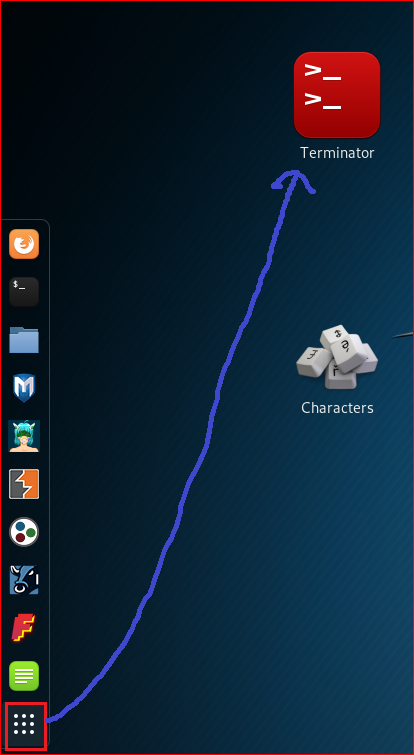 >_
>_
Terminator
$_
Characters